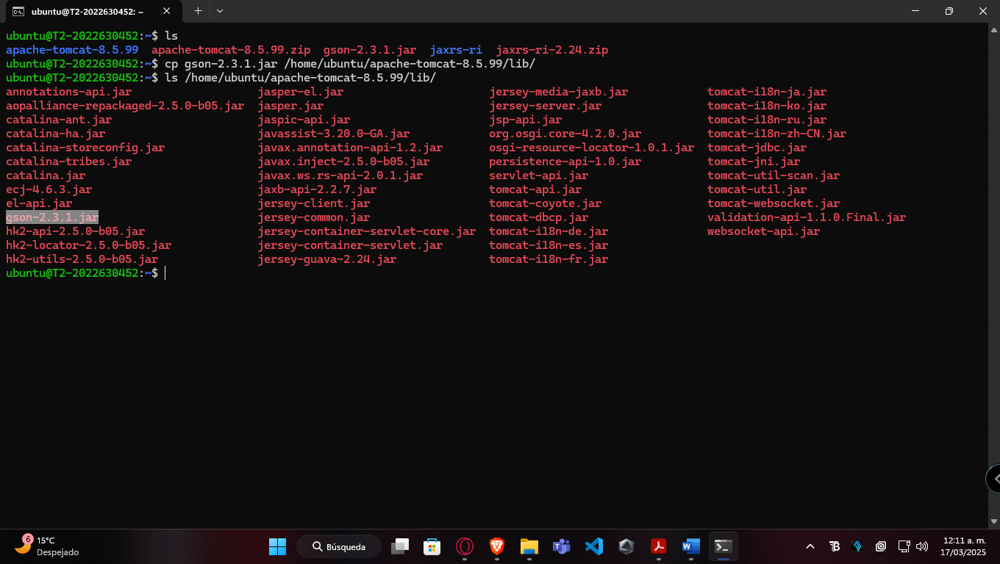 ubuntu@T2-2022630452: ~
ubuntu@T2-2022630452:~$ ls
apache-tomcat-8.5.99  apache-tomcat-8.5.99.zip  gson-2.3.1.jar  jaxrs-ri  jaxrs-ri-2.24.zip
ubuntu@T2-2022630452:~$ cp gson-2.3.1.jar /home/ubuntu/apache-tomcat-8.5.99/lib/
ubuntu@T2-2022630452:~$ ls /home/ubuntu/apache-tomcat-8.5.99/lib/
annotations-api.jar  jasper-el.jar  jersey-media-jaxb.jar  tomcat-i18n-ja.jar
aopalliance-repackaged-2.5.0-b05.jar  jasper.jar  jersey-server.jar  tomcat-i18n-ko.jar
catalina-ant.jar  jaspic-api.jar  jsp-api.jar  tomcat-i18n-ru.jar
catalina-ha.jar  javassist-3.20.0-GA.jar  org.osgi.core-4.2.0.jar  tomcat-i18n-zh-CN.jar
catalina-storeconfig.jar  javax.annotation-api-1.2.jar  osgi-resource-locator-1.0.1.jar  tomcat-jdbc.jar
catalina-tribes.jar  javax.inject-2.5.0-b05.jar  persistence-api-1.0.jar  tomcat-jni.jar
catalina.jar  javax.ws.rs-api-2.0.1.jar  servlet-api.jar  tomcat-util-scan.jar
ecj-4.6.3.jar  jaxb-api-2.2.7.jar  tomcat-api.jar  tomcat-util.jar
el-api.jar  jersey-client.jar  tomcat-coyote.jar  tomcat-websocket.jar
gson-2.3.1.jar  jersey-common.jar  tomcat-dbcp.jar  validation-api-1.1.0.Final.jar
hk2-api-2.5.0-b05.jar  jersey-container-servlet-core.jar  tomcat-i18n-de.jar  websocket-api.jar
hk2-locator-2.5.0-b05.jar  jersey-container-servlet.jar  tomcat-i18n-es.jar
hk2-utils-2.5.0-b05.jar  jersey-guava-2.24.jar  tomcat-i18n-fr.jar
ubuntu@T2-2022630452:~$
6
15°C
Despejado
Búsqueda
12:11 a. m.
17/03/2025